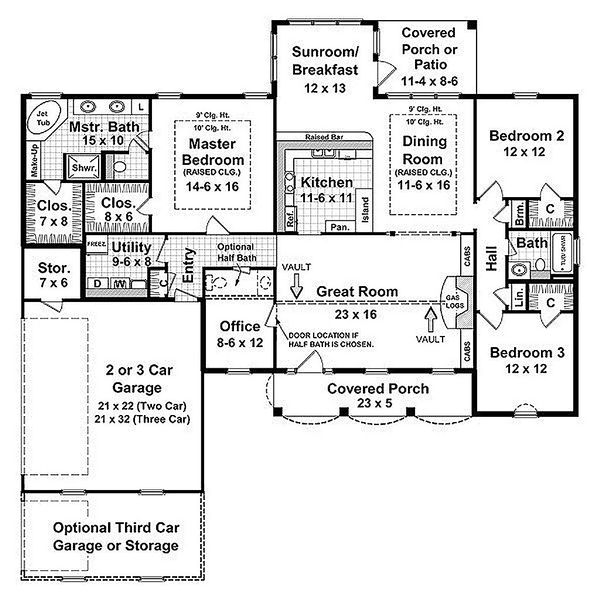 Sunroom/
Breakfast
12 x 13
Covered
Porch or
Patio
11-4 x 8-6
Jet
Tub
L
Mstr. Bath
15 x 10
Make-Up
Shwr.
9' Clg. Ht.
10' Clg. Ht.
Master
Bedroom
(RAISED CLG.)
14-6 x 16
Raised Bar
Kitchen
11-6 x 11
Ref.
Pan.
Island
9' Clg. Ht.
10' Clg. Ht.
Dining
Room
(RAISED CLG.)
11-6 x 16
Bedroom 2
12 x 12
Clos.
7 x 8
Clos.
8 x 6
Brm.
C
Bath
TUB/SHWR
Hall
Lin.
C
Stor.
7 x 6
FREEZ.
Utility
9-6 x 8
D
W
C
Entry
Optional
Half Bath
VAULT
Great Room
23 x 16
VAULT
CABS
GAS
LOGS
CABS
Office
8-6 x 12
DOOR LOCATION IF
HALF BATH IS CHOSEN.
Bedroom 3
12 x 12
2 or 3 Car
Garage
21 x 22 (Two Car)
21 x 32 (Three Car)
Covered Porch
23 x 5
Optional Third Car
Garage or Storage